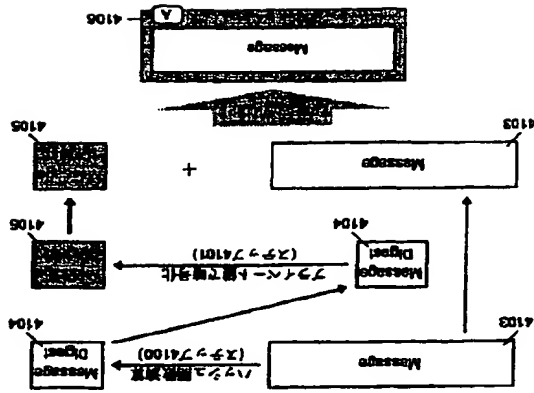 ハッシュ関数演算
(ステップ4100)
Message
4103
Message
Digest
4104
プライベート鍵で暗号化
(ステップ4101)
Message
Digest
4104
4105
Message
4103
+
4105
Message
A
4106